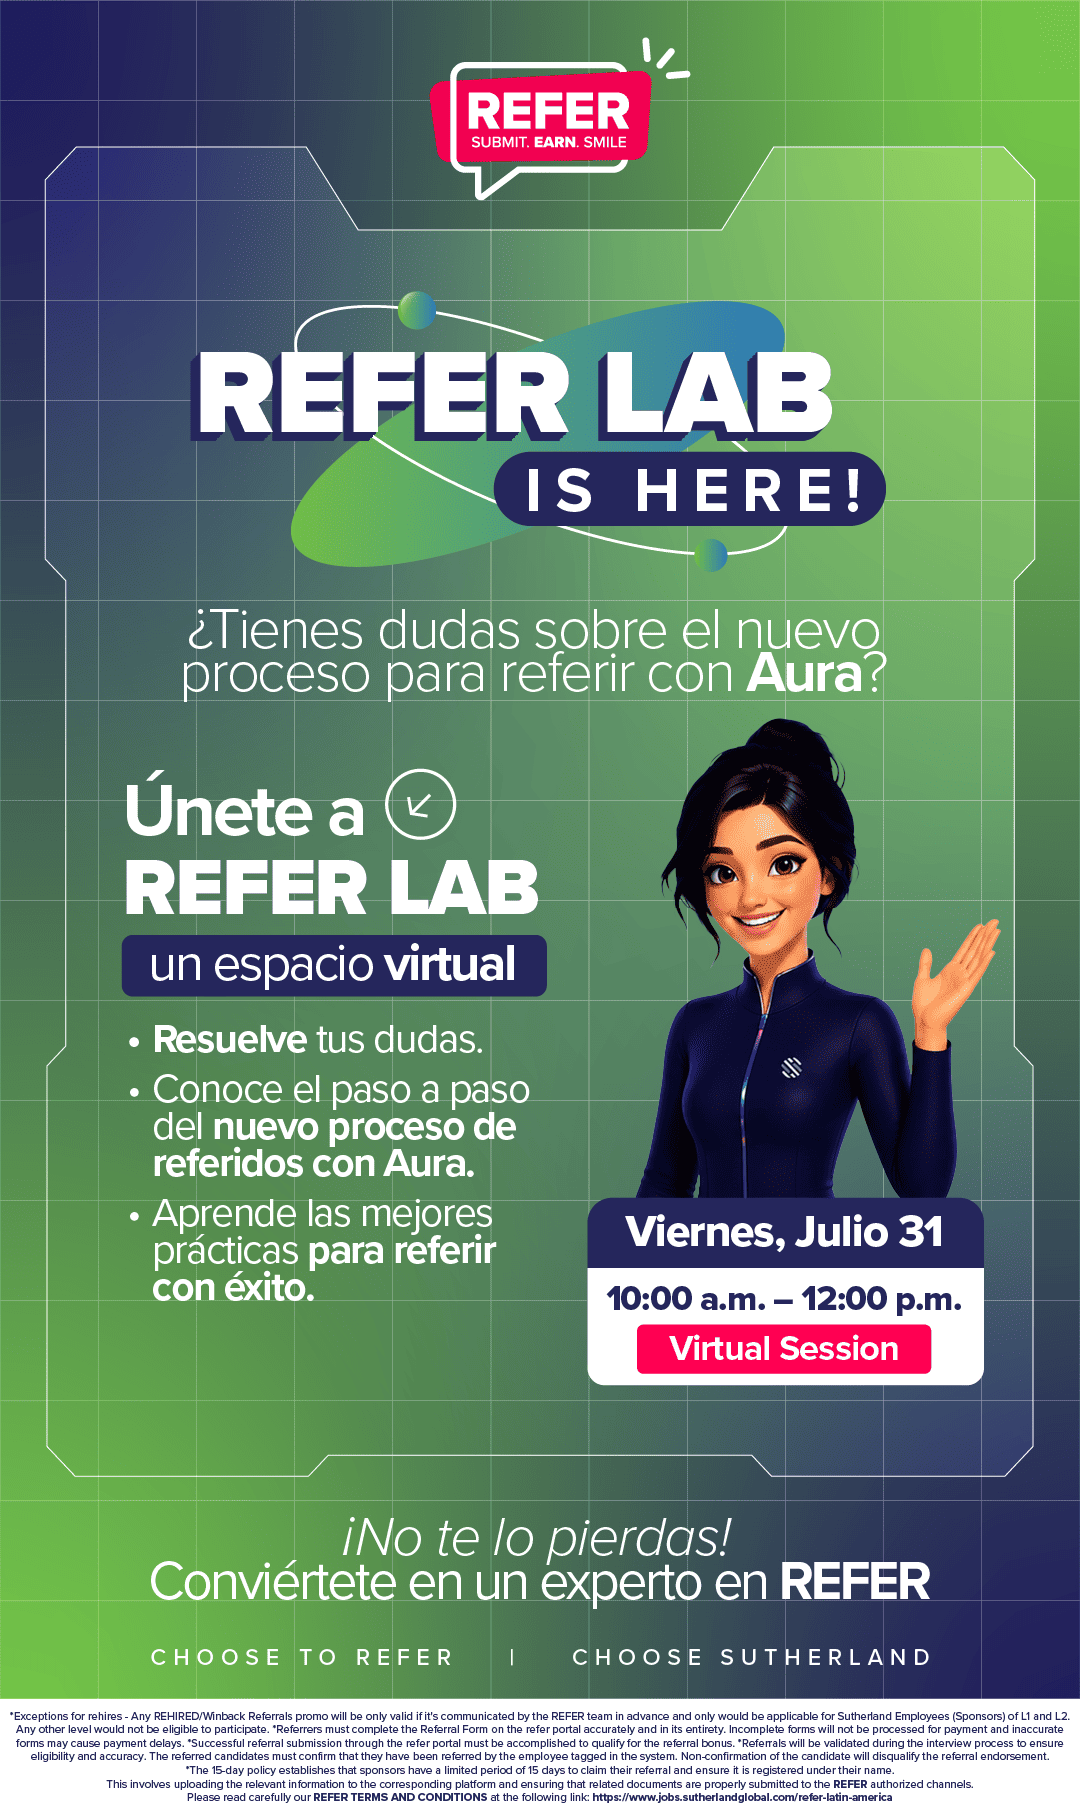 REFER
SUBMIT. EARN. SMILE
REFER LAB
IS HERE!
¿Tienes dudas sobre el nuevo
proceso para referir con Aura?
Únete a
REFER LAB
un espacio virtual
• Resuelve tus dudas.
• Conoce el paso a paso
del nuevo proceso de
referidos con Aura.
• Aprende las mejores
prácticas para referir
con éxito.
Viernes, Julio 31
10:00 a.m. – 12:00 p.m.
Virtual Session
¡No te lo pierdas!
Conviértete en un experto en REFER
CHOOSE TO REFER | CHOOSE SUTHERLAND
*Exceptions for rehires - Any REHIRED/Winback Referrals promo will be only valid if it's communicated by the REFER team in advance and only would be applicable for Sutherland Employees (Sponsors) of L1 and L2.
Any other level would not be eligible to participate. *Referrers must complete the Referral Form on the refer portal accurately and in its entirety. Incomplete forms will not be processed for payment and inaccurate
forms may cause payment delays. *Successful referral submission through the refer portal must be accomplished to qualify for the referral bonus. *Referrals will be validated during the interview process to ensure
eligibility and accuracy. The referred candidates must confirm that they have been referred by the employee tagged in the system. Non-confirmation of the candidate will disqualify the referral endorsement.
*The 15-day policy establishes that sponsors have a limited period of 15 days to claim their referral and ensure it is registered under their name.
This involves uploading the relevant information to the corresponding platform and ensuring that related documents are properly submitted to the REFER authorized channels.
Please read carefully our REFER TERMS AND CONDITIONS at the following link: https://www.jobs.sutherlandglobal.com/refer-latin-america